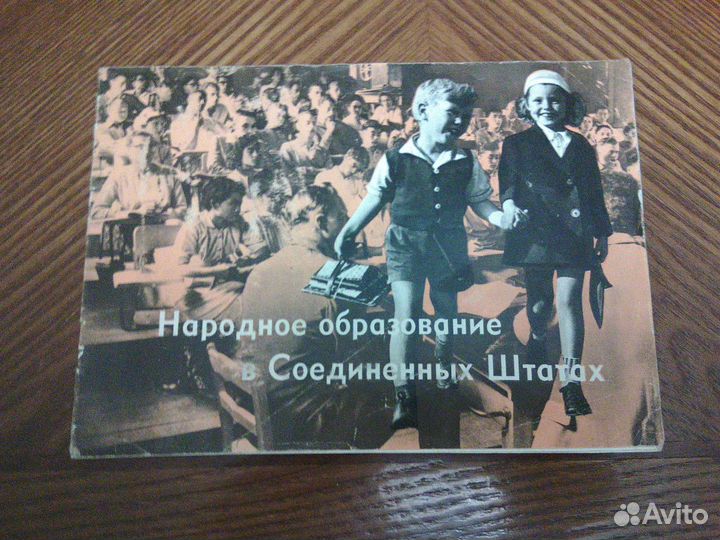 Народное образование
в Соединенных Штатах
Avito